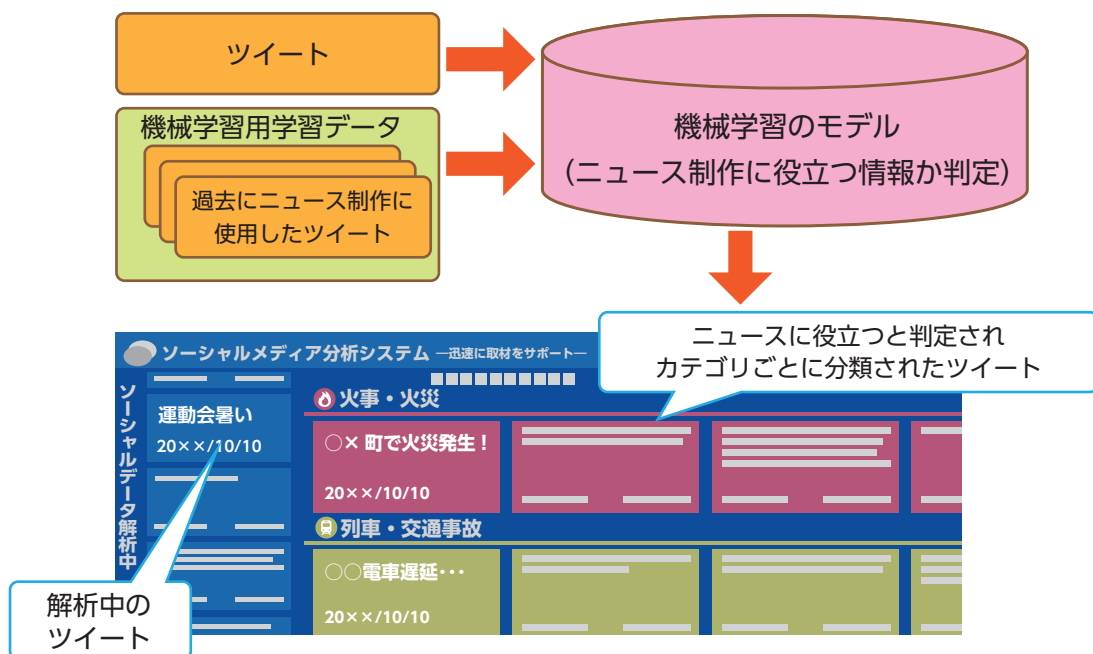 ツイート
機械学習用学習データ
過去にニュース制作に
使用したツイート
機械学習のモデル
(ニュース制作に役立つ情報か判定)
ニュースに役立つと判定され
カテゴリごとに分類されたツイート
ソーシャルメディア分析システム ―迅速に取材をサポート―
ソーシャルデータ解析中
運動会暑い
20××/10/10
火事・火災
○× 町で火災発生!
20××/10/10
列車・交通事故
○○電車遅延・・・
20××/10/10
解析中の
ツイート